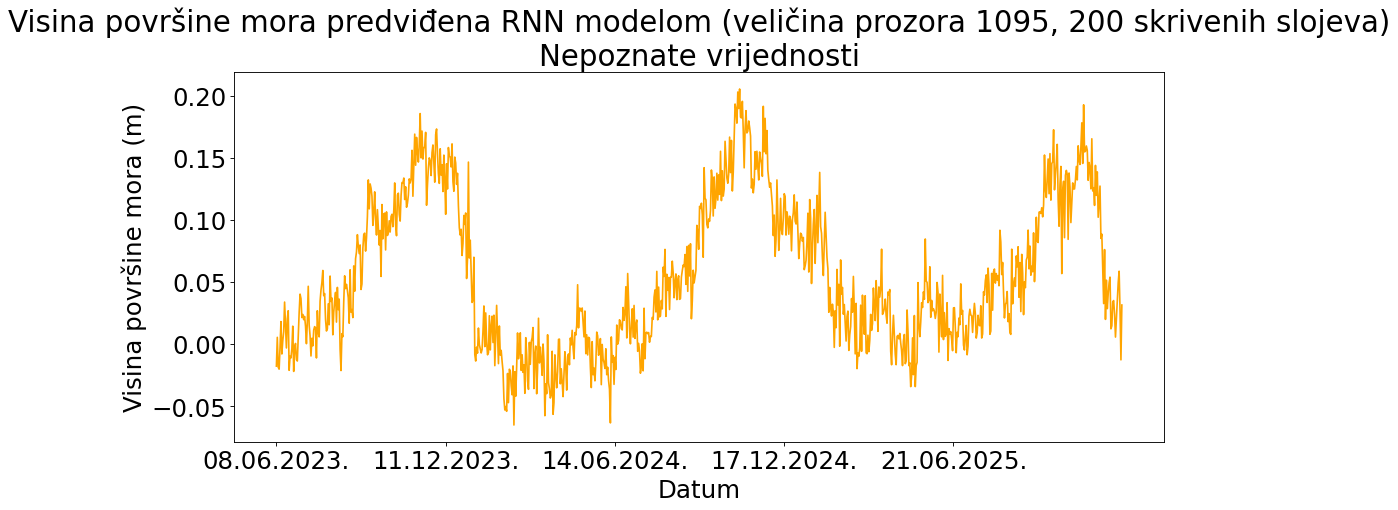 Visina površine mora predviđena RNN modelom (veličina prozora 1095, 200 skrivenih slojeva)
Nepoznate vrijednosti
Visina površine mora (m)
0.20
0.15
0.10
0.05
0.00
−0.05
08.06.2023. 11.12.2023. 14.06.2024. 17.12.2024. 21.06.2025.
Datum